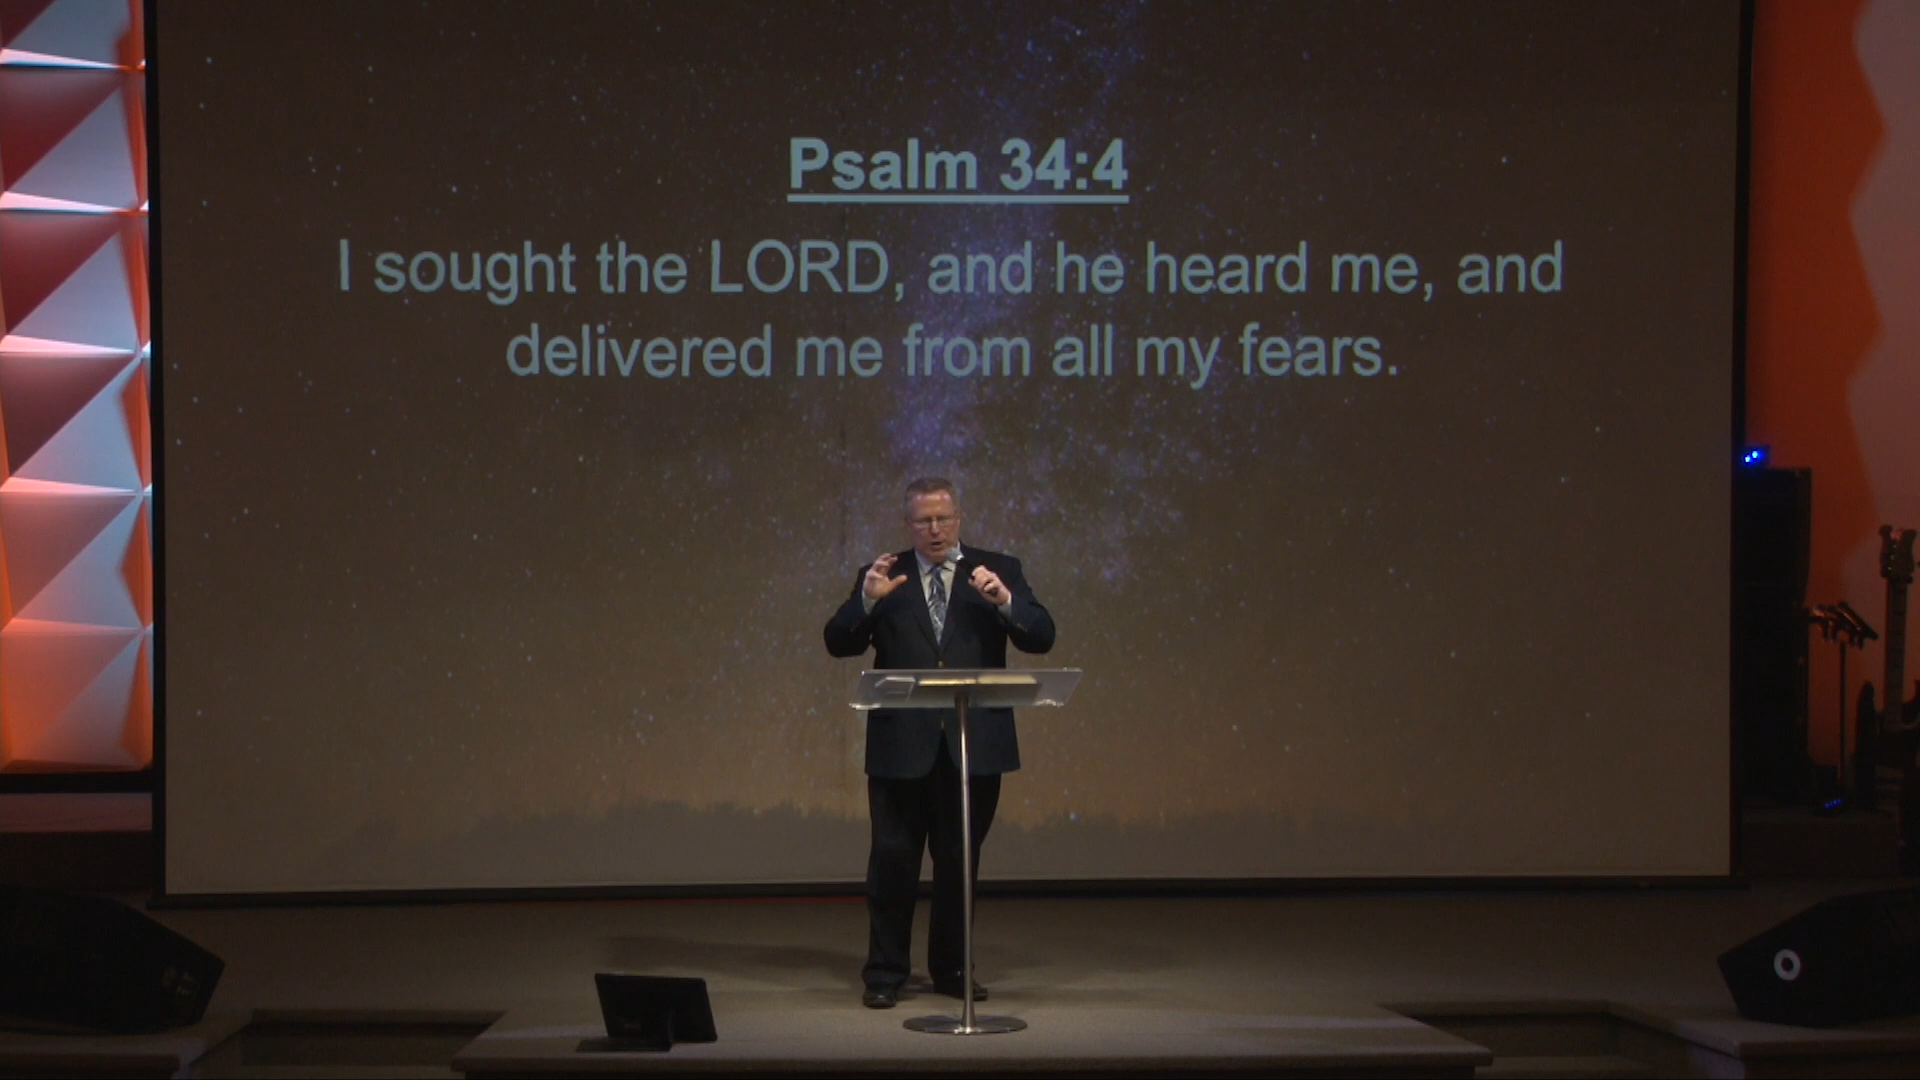 Psalm 34:4
I sought the LORD, and he heard me, and
delivered me from all my fears.